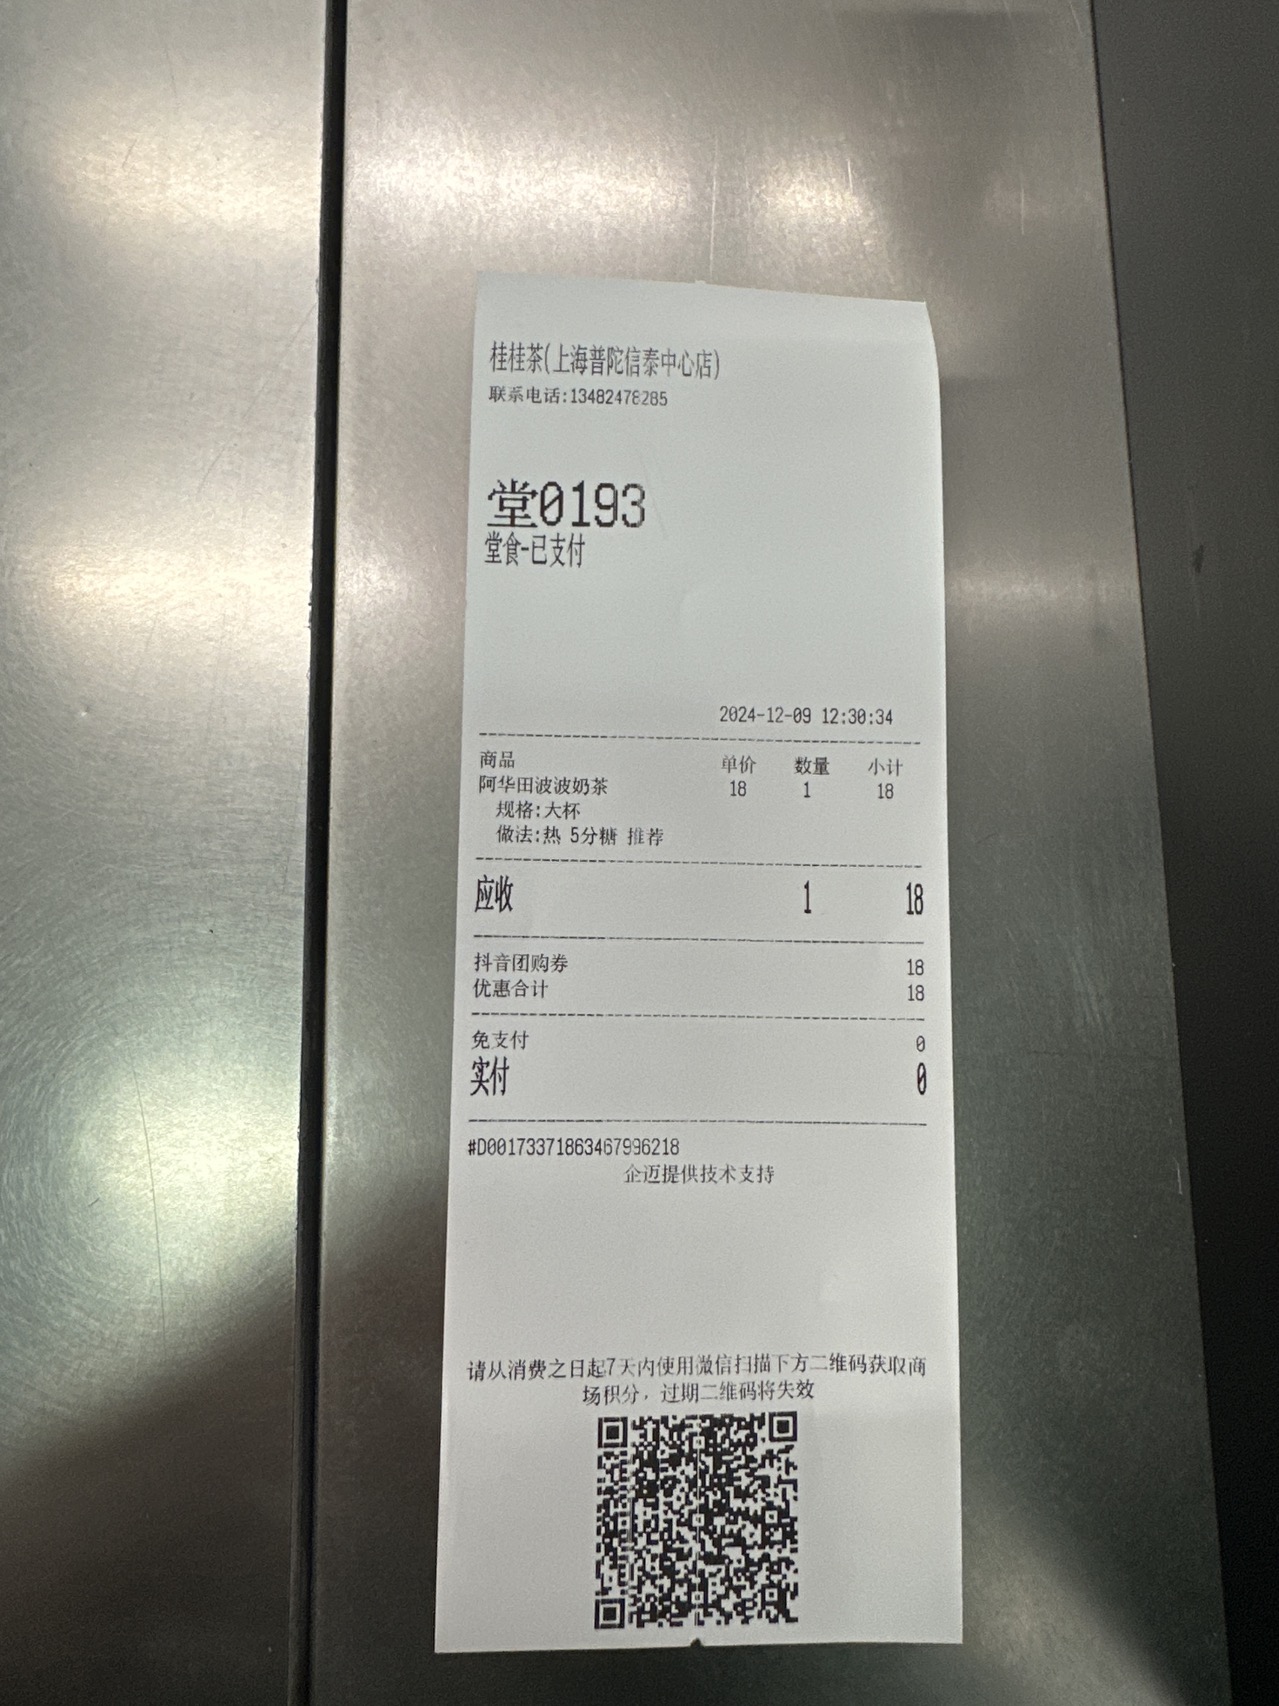 桂桂茶(上海普陀信泰中心店)
联系电话:13482478285
堂0193
堂食-已支付
2024-12-09 12:30:34
商品 单价 数量 小计
阿华田波波奶茶 18 1 18
规格:大杯
做法:热 5分糖 推荐
应收 1 18
抖音团购券 18
优惠合计 18
免支付 0
实付 0
#D00173371863467996218
企迈提供技术支持
请从消费之日起7天内使用微信扫描下方二维码获取商
场积分，过期二维码将失效